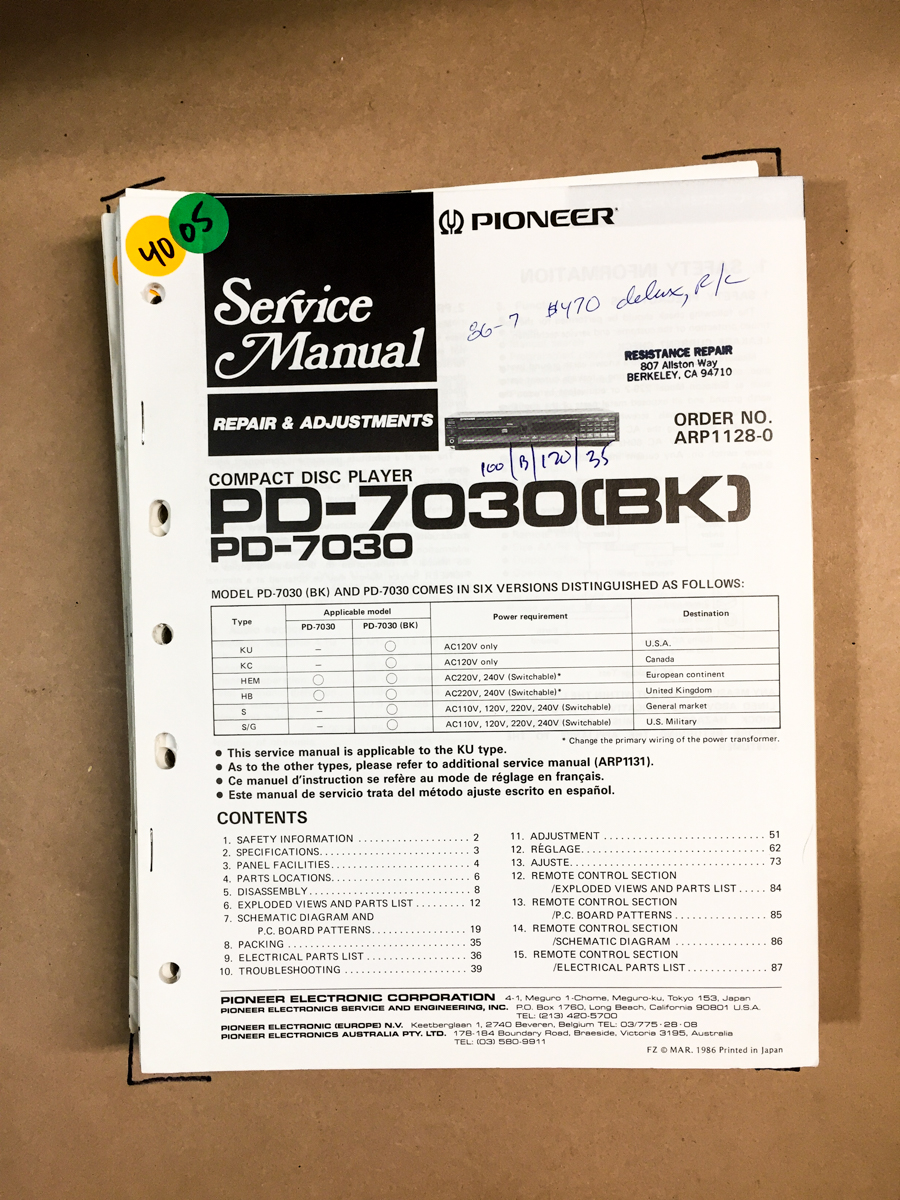 40
05
PIONEER
Service
Manual
36-7 $470 delux, R/C
RESISTANCE REPAIR
807 Allston Way
BERKELEY, CA 94710
REPAIR & ADJUSTMENTS
ORDER NO.
ARP1128-0
100 | B | 120 | 35
COMPACT DISC PLAYER
PD-7030(BK)
PD-7030
MODEL PD-7030 (BK) AND PD-7030 COMES IN SIX VERSIONS DISTINGUISHED AS FOLLOWS:
Type Applicable model Power requirement Destination
PD-7030 PD-7030 (BK)
KU – ○ AC120V only U.S.A.
KC – ○ AC120V only Canada
HEM ○ ○ AC220V, 240V (Switchable)* European continent
HB ○ ○ AC220V, 240V (Switchable)* United Kingdom
S – ○ AC110V, 120V, 220V, 240V (Switchable) General market
S/G – ○ AC110V, 120V, 220V, 240V (Switchable) U.S. Military
* Change the primary wiring of the power transformer.
● This service manual is applicable to the KU type.
● As to the other types, please refer to additional service manual (ARP1131).
● Ce manuel d'instruction se refère au mode de réglage en français.
● Este manual de servicio trata del método ajuste escrito en español.
CONTENTS
1. SAFETY INFORMATION ................... 2
2. SPECIFICATIONS......................... 3
3. PANEL FACILITIES....................... 4
4. PARTS LOCATIONS....................... 6
5. DISASSEMBLY........................... 8
6. EXPLODED VIEWS AND PARTS LIST ......... 12
7. SCHEMATIC DIAGRAM AND
P.C. BOARD PATTERNS................ 19
8. PACKING ............................... 35
9. ELECTRICAL PARTS LIST ................. 36
10. TROUBLESHOOTING ..................... 39
11. ADJUSTMENT ........................... 51
12. RÉGLAGE............................... 62
13. AJUSTE................................. 73
12. REMOTE CONTROL SECTION
/EXPLODED VIEWS AND PARTS LIST ..... 84
13. REMOTE CONTROL SECTION
/P.C. BOARD PATTERNS ................ 85
14. REMOTE CONTROL SECTION
/SCHEMATIC DIAGRAM ................ 86
15. REMOTE CONTROL SECTION
/ELECTRICAL PARTS LIST .............. 87
PIONEER ELECTRONIC CORPORATION 4-1, Meguro 1-Chome, Meguro-ku, Tokyo 153, Japan
PIONEER ELECTRONICS SERVICE AND ENGINEERING, INC. P.O. Box 1760, Long Beach, California 90801 U.S.A.
TEL: (213) 420-5700
PIONEER ELECTRONIC (EUROPE) N.V. Keetberglaan 1, 2740 Beveren, Belgium TEL: 03/775·28·08
PIONEER ELECTRONICS AUSTRALIA PTY. LTD. 178-184 Boundary Road, Braeside, Victoria 3195, Australia
TEL: (03) 580-9911
FZ © MAR. 1986 Printed in Japan